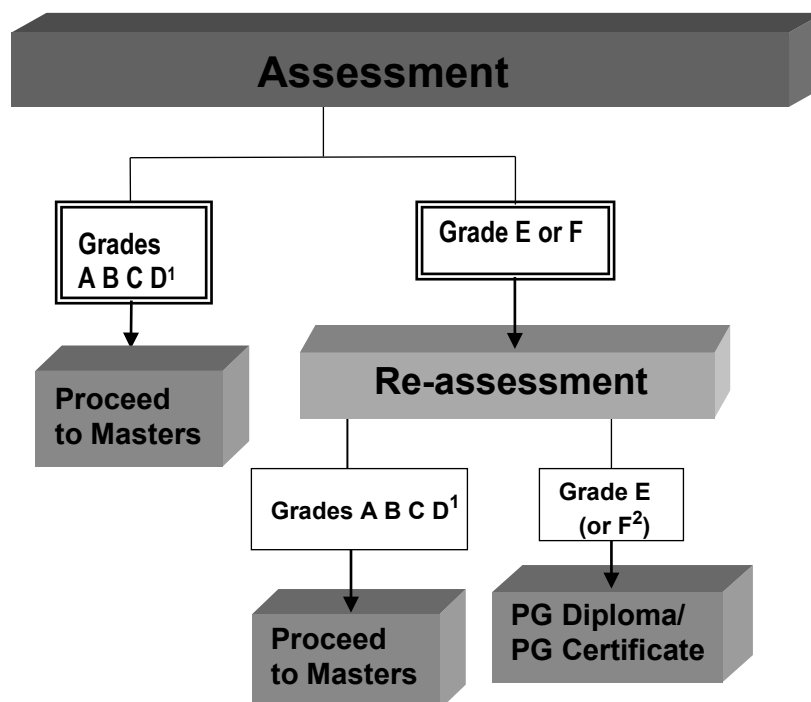 Assessment
Grades
A B C D¹
Grade E or F
Proceed
to Masters
Re-assessment
Grades A B C D¹
Grade E
(or F²)
Proceed
to Masters
PG Diploma/
PG Certificate